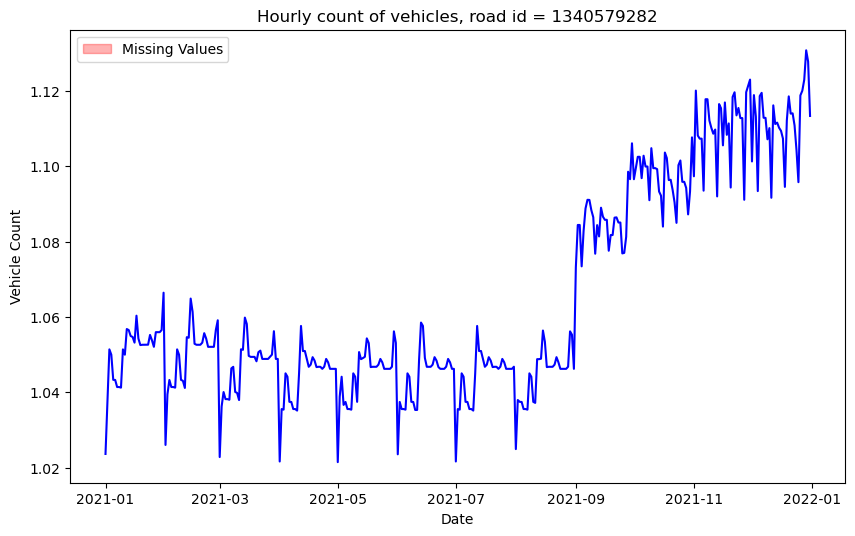 Hourly count of vehicles, road id = 1340579282
Missing Values
Vehicle Count
1.12
1.10
1.08
1.06
1.04
1.02
2021-01 2021-03 2021-05 2021-07 2021-09 2021-11 2022-01
Date